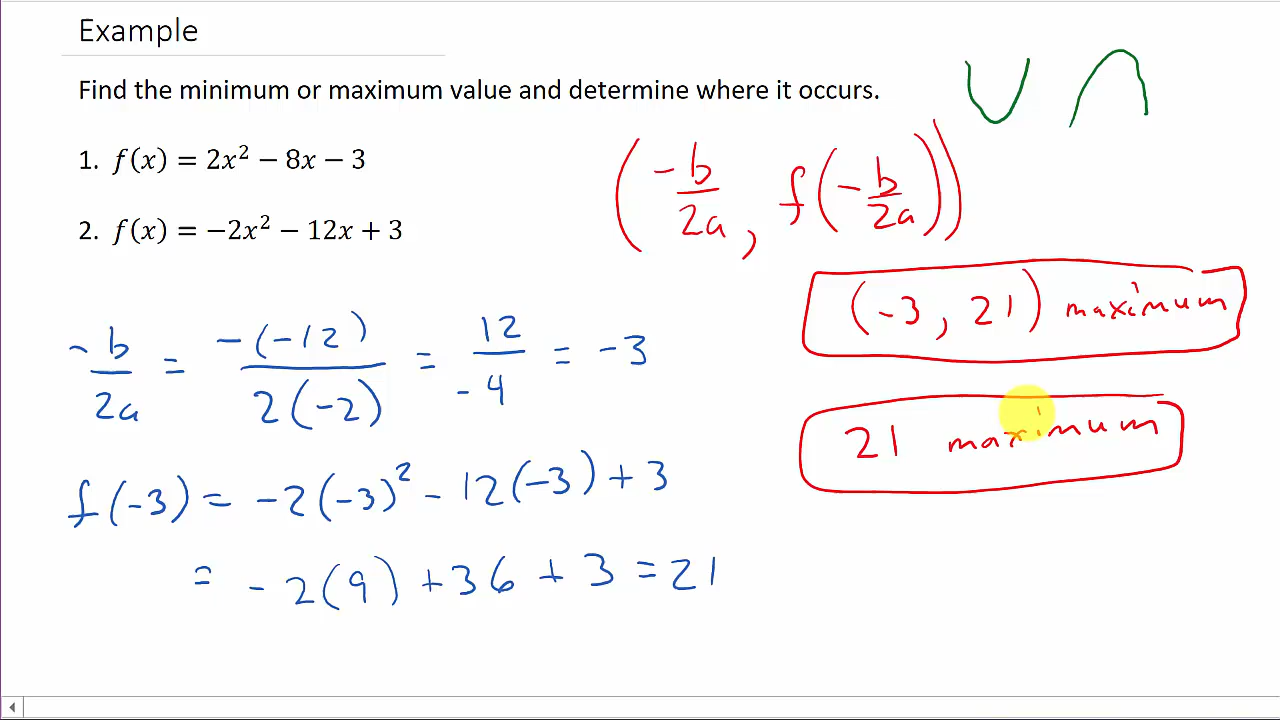 Example
Find the minimum or maximum value and determine where it occurs.
1. f(x) = 2x² − 8x − 3
2. f(x) = −2x² − 12x + 3
(-b/2a, f(-b/2a))
(-3, 21) maximum
21 maximum
-b/2a = -(-12)/2(-2) = 12/-4 = -3
f(-3) = -2(-3)² - 12(-3) + 3
= -2(9) + 36 + 3 = 21